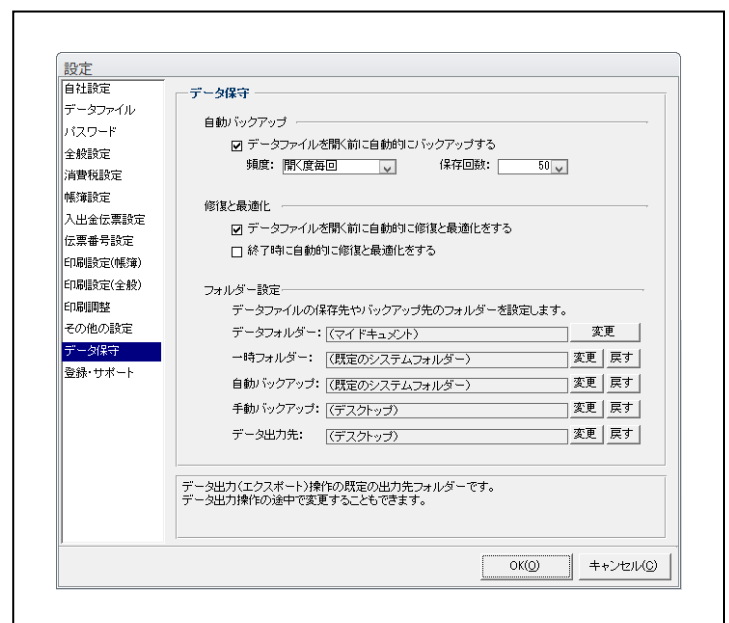 設定
自社設定
データファイル
パスワード
全般設定
消費税設定
帳簿設定
入出金伝票設定
伝票番号設定
印刷設定(帳簿)
印刷設定(全般)
印刷調整
その他の設定
データ保守
登録・サポート
データ保守
自動バックアップ
データファイルを開く前に自動的にバックアップする
頻度: 開く度毎回 保存回数: 50
修復と最適化
データファイルを開く前に自動的に修復と最適化をする
終了時に自動的に修復と最適化をする
フォルダー設定
データファイルの保存先やバックアップ先のフォルダーを設定します。
データフォルダー: (マイドキュメント) 変更
一時フォルダー: (既定のシステムフォルダー) 変更 戻す
自動バックアップ: (既定のシステムフォルダー) 変更 戻す
手動バックアップ: (デスクトップ) 変更 戻す
データ出力先: (デスクトップ) 変更 戻す
データ出力(エクスポート)操作の既定の出力先フォルダーです。
データ出力操作の途中で変更することもできます。
OK(O) キャンセル(C)